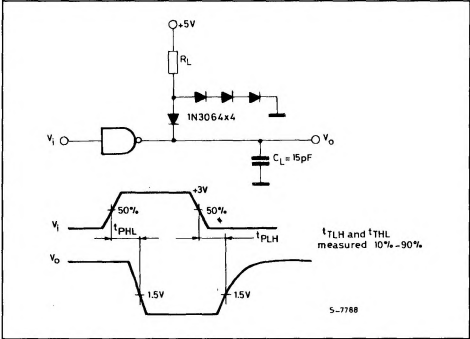 +5V
RL
1N3064x4
Vi
Vo
CL = 15pF
+3V
50%
50%
Vi
tPHL
tPLH
tTLH and tTHL
measured 10%-90%
Vo
1.5V
1.5V
S-7788